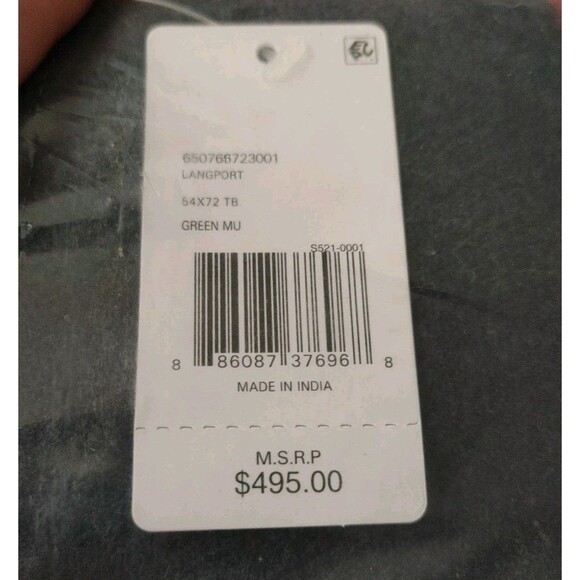 650766723001
LANGPORT
54X72 TB
GREEN MU
S521-0001
8 86087 37696 8
MADE IN INDIA
M.S.R.P
$495.00